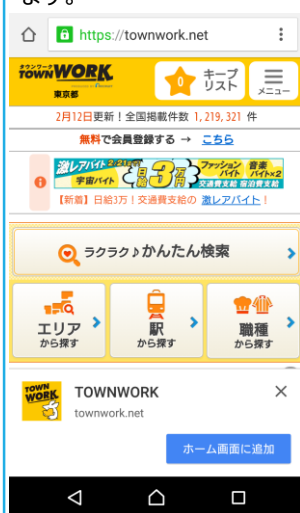 ます。
https://townwork.net
タウンワーク
TOWNWORK
東京都
0
キープ
リスト
メニュー
2月12日更新！全国掲載件数 1,219,321 件
無料で会員登録する → こちら
激レアバイト
宇宙バイト
日給3万円
ファッションバイト
音楽バイト×2
交通費支給 宿泊費支給
【新着】日給3万！交通費支給の 激レアバイト！
ラクラク♪かんたん検索
エリア
から探す
駅
から探す
職種
から探す
TOWN
WORK
TOWNWORK
townwork.net
ホーム画面に追加